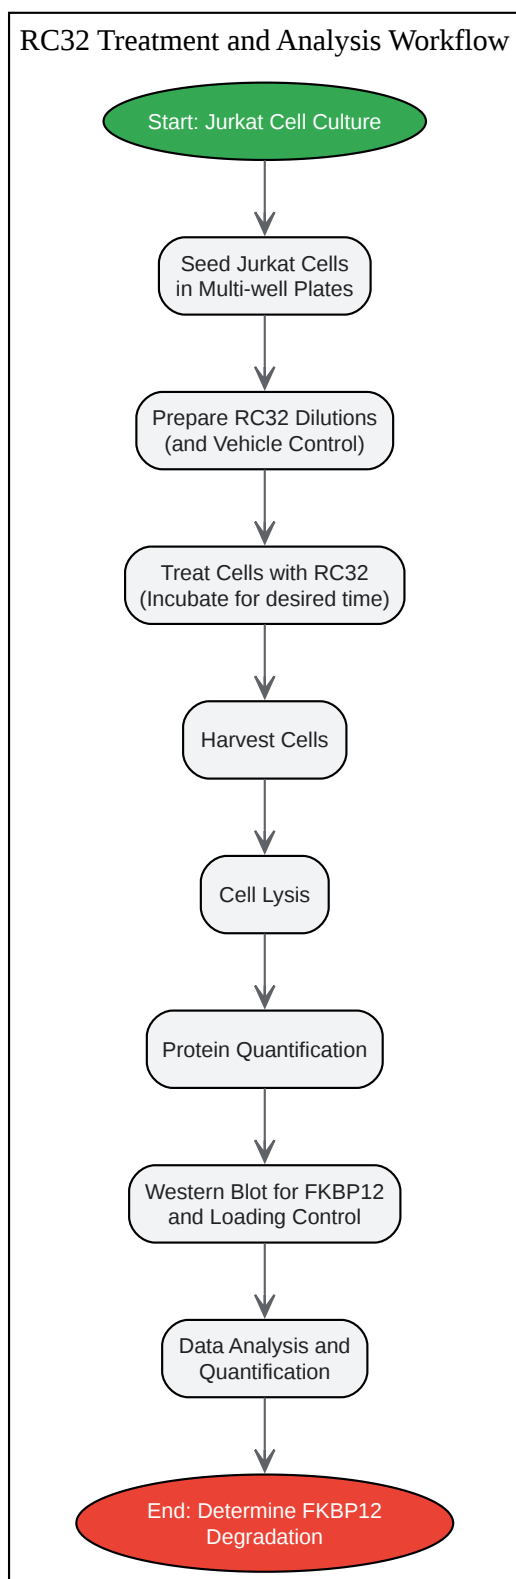 RC32 Treatment and Analysis Workflow
Start: Jurkat Cell Culture
Seed Jurkat Cells
in Multi-well Plates
Prepare RC32 Dilutions
(and Vehicle Control)
Treat Cells with RC32
(Incubate for desired time)
Harvest Cells
Cell Lysis
Protein Quantification
Western Blot for FKBP12
and Loading Control
Data Analysis and
Quantification
End: Determine FKBP12
Degradation